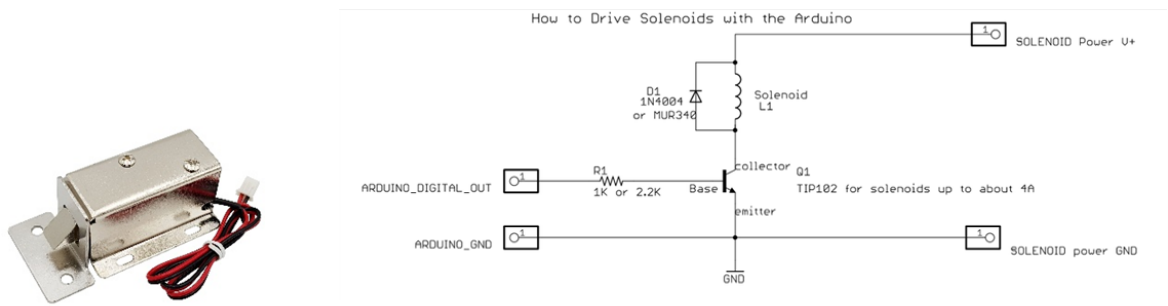 How to Drive Solenoids with the Arduino
1
SOLENOID Power V+
D1
1N4004
or MUR340
Solenoid
L1
collector
Q1
TIP102 for solenoids up to about 4A
R1
1K or 2.2K
ARDUINO_DIGITAL_OUT
1
Base
emitter
ARDUINO_GND
1
1
SOLENOID power GND
GND